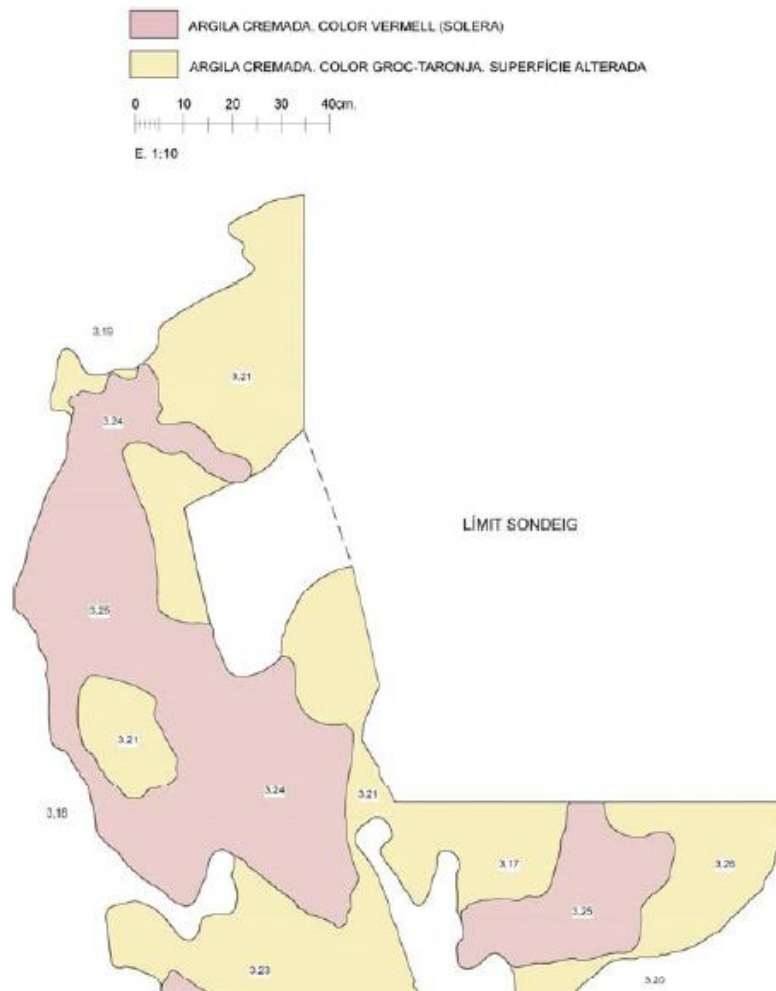 ARGILA CREMADA. COLOR VERMELL (SOLERA)
ARGILA CREMADA. COLOR GROC-TARONJA. SUPERFÍCIE ALTERADA
0 10 20 30 40cm.
E. 1:10
3,19
3.21
3.24
LÍMIT SONDEIG
3.25
3.21
3.24
3.21
3,18
3.17
3.26
3.25
3.23
3.20